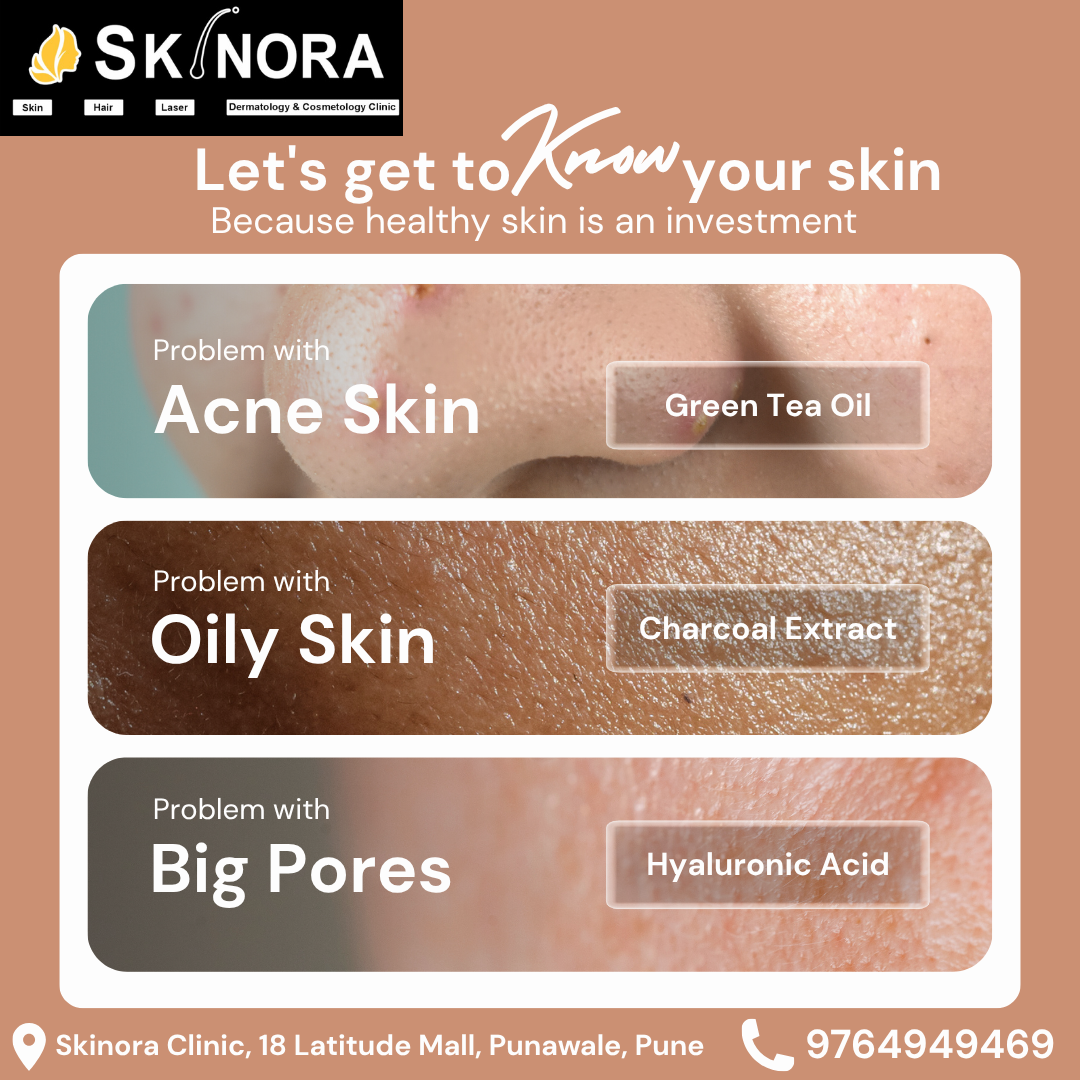 SKINORA
Skin Hair Laser Dermatology & Cosmetology Clinic
Let's get to Know your skin
Because healthy skin is an investment
Problem with
Acne Skin
Green Tea Oil
Problem with
Oily Skin
Charcoal Extract
Problem with
Big Pores
Hyaluronic Acid
Skinora Clinic, 18 Latitude Mall, Punawale, Pune
9764949469